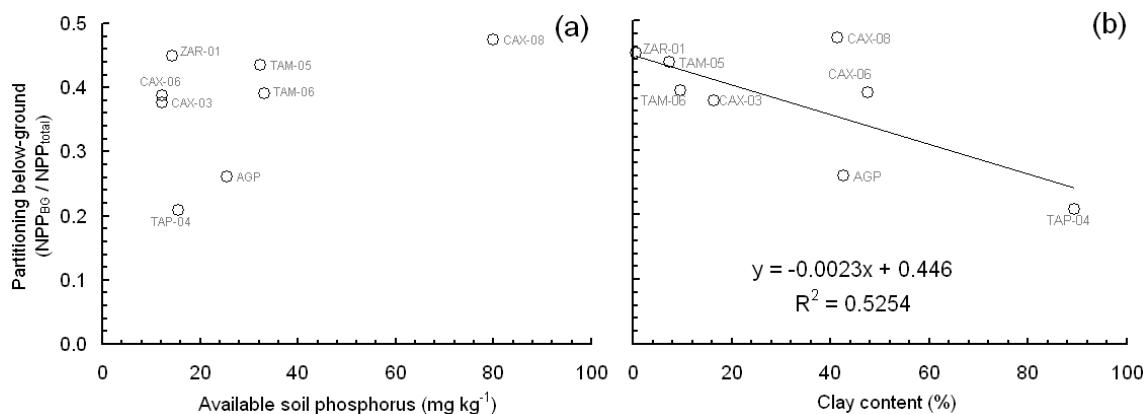 (a)
(b)
0.5
0.4
0.3
0.2
0.1
0.0
Partitioning below-ground
(NPP_BG / NPP_total)
ZAR-01
CAX-06
CAX-03
TAM-05
TAM-06
CAX-08
AGP
TAP-04
0 20 40 60 80 100
Available soil phosphorus (mg kg⁻¹)
ZAR-01
TAM-05
TAM-06
CAX-03
CAX-08
CAX-06
AGP
TAP-04
y = -0.0023x + 0.446
R² = 0.5254
0 20 40 60 80 100
Clay content (%)